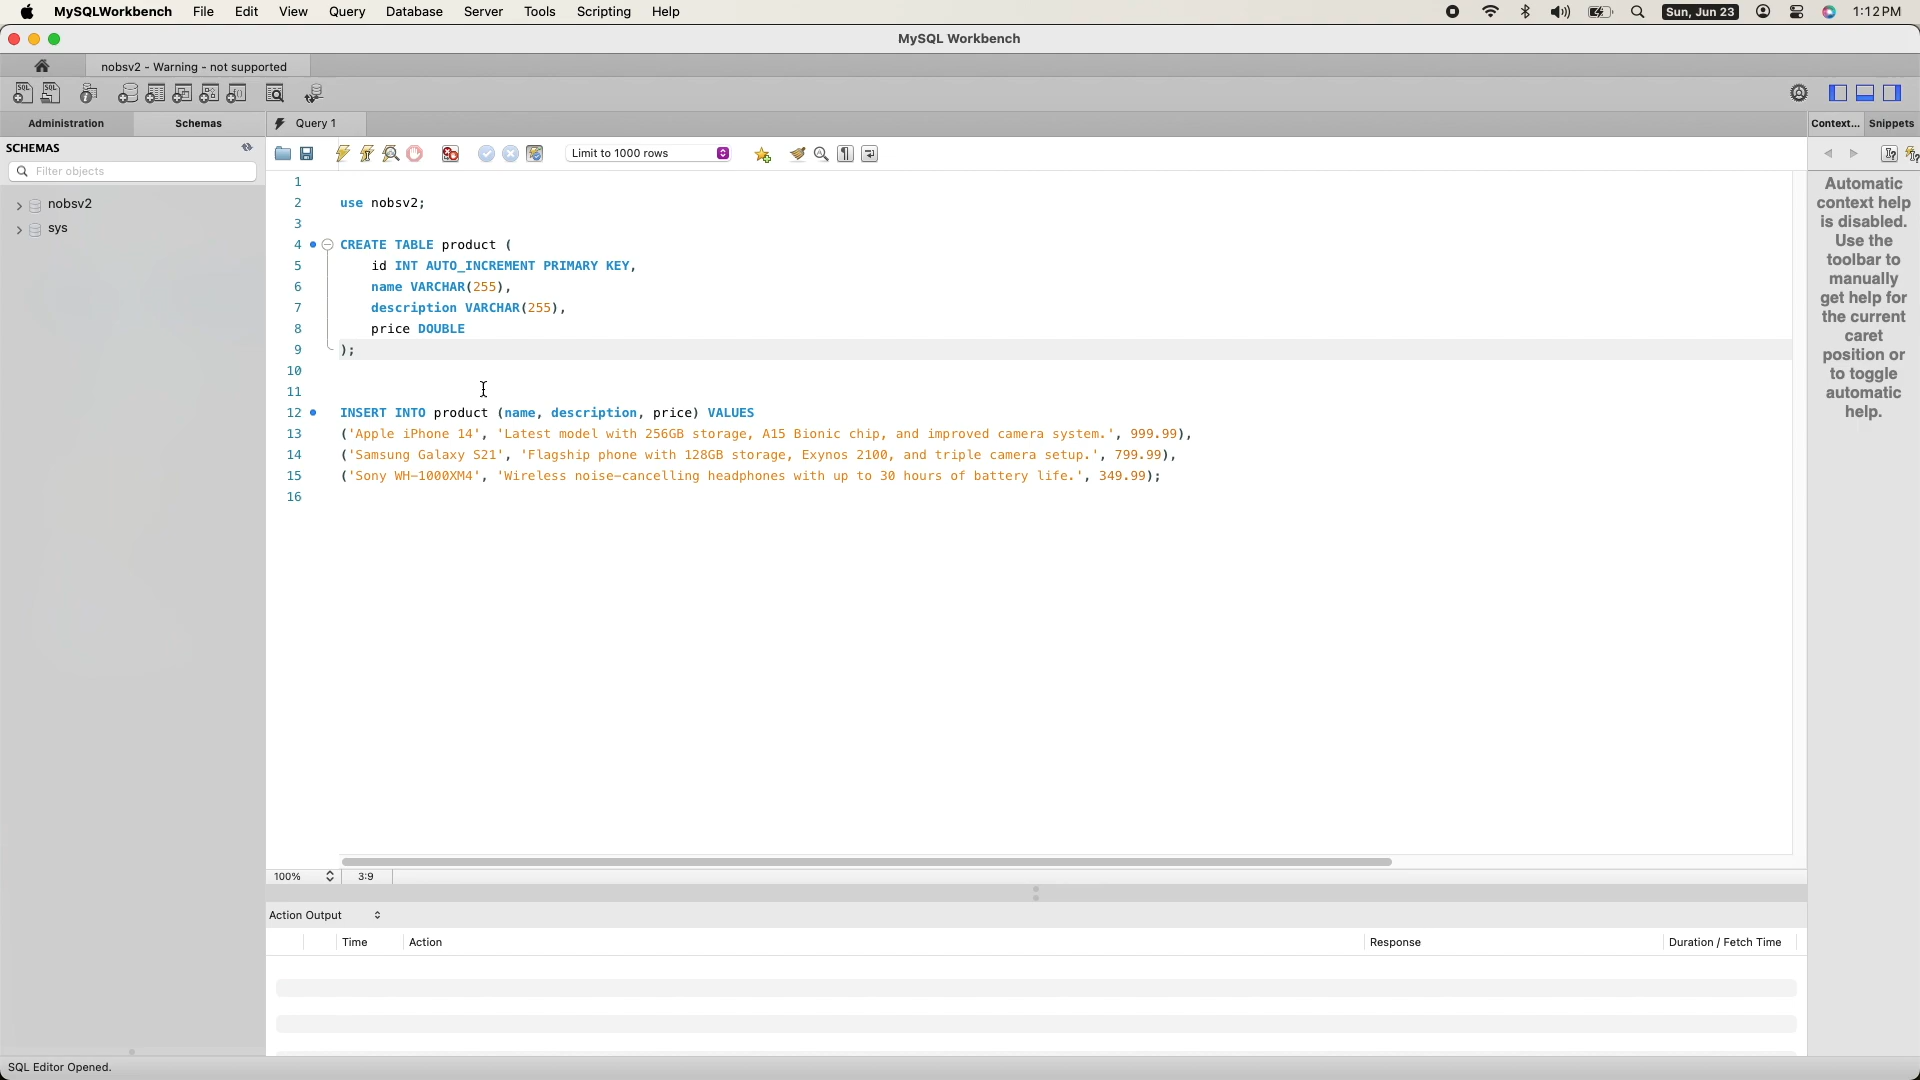 MySQLWorkbench File Edit View Query Database Server Tools Scripting Help Sun, Jun 23 1:12 PM
MySQL Workbench
nobsv2 - Warning - not supported
Administration Schemas Query 1 Context... Snippets
SCHEMAS
Filter objects
nobsv2
sys
Limit to 1000 rows
1
2 use nobsv2;
3
4 CREATE TABLE product (
5 id INT AUTO_INCREMENT PRIMARY KEY,
6 name VARCHAR(255),
7 description VARCHAR(255),
8 price DOUBLE
9 );
10
11
12 INSERT INTO product (name, description, price) VALUES
13 ('Apple iPhone 14', 'Latest model with 256GB storage, A15 Bionic chip, and improved camera system.', 999.99),
14 ('Samsung Galaxy S21', 'Flagship phone with 128GB storage, Exynos 2100, and triple camera setup.', 799.99),
15 ('Sony WH-1000XM4', 'Wireless noise-cancelling headphones with up to 30 hours of battery life.', 349.99);
16
Automatic
context help
is disabled.
Use the
toolbar to
manually
get help for
the current
caret
position or
to toggle
automatic
help.
100% 3:9
Action Output
Time Action Response Duration / Fetch Time
SQL Editor Opened.